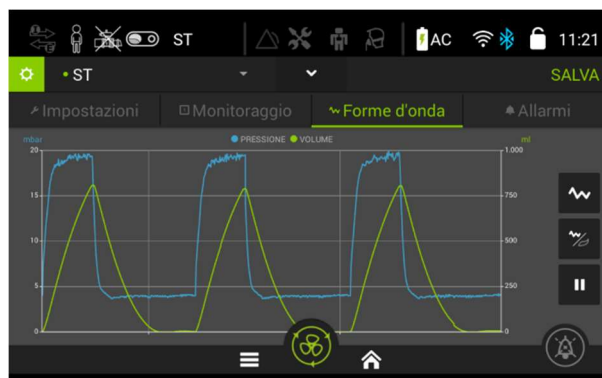 ST AC 11:21
• ST SALVA
Impostazioni Monitoraggio Forme d'onda Allarmi
mbar PRESSIONE VOLUME ml
20 1.000
15 750
10 500
5 250
0 0